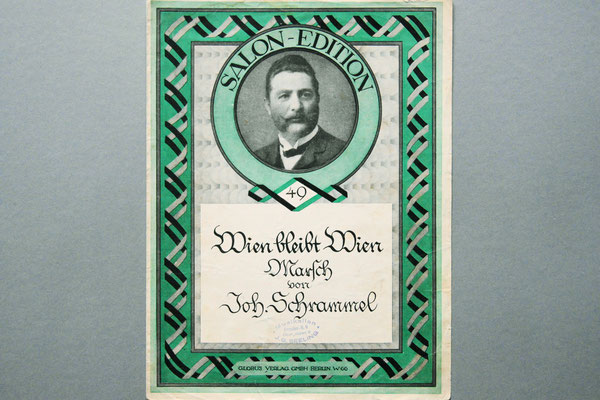 SALON-EDITION
49
Wien bleibt Wien
Marsch
von
Joh. Schrammel
GLOBUS VERLAG GMBH BERLIN W66